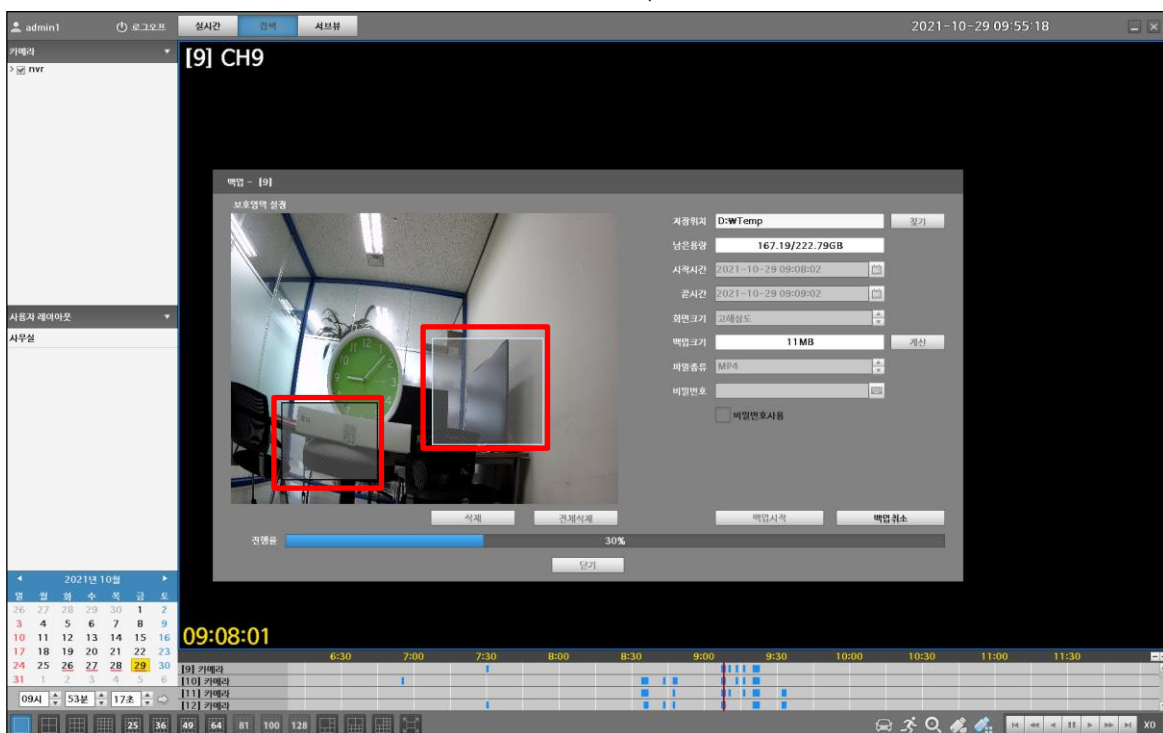 admin1 로그오프 실시간 검색 서브뷰 2021-10-29 09:55:18
카메라
nvr
[9] CH9
백업 - [9]
보호영역 설정
저장위치 D:₩Temp 찾기
남은용량 167.19/222.79GB
시작시간 2021-10-29 09:08:02
끝시간 2021-10-29 09:09:02
화면크기 고해상도
백업크기 11MB 계산
파일종류 MP4
비밀번호
비밀번호사용
삭제 전체삭제 백업시작 백업취소
진행율 30%
닫기
사용자 레이아웃
사무실
2021년 10월
일 월 화 수 목 금 토
26 27 28 29 30 1 2
3 4 5 6 7 8 9
10 11 12 13 14 15 16
17 18 19 20 21 22 23
24 25 26 27 28 29 30
31 1 2 3 4 5 6
09시 53분 17초
09:08:01
6:30 7:00 7:30 8:00 8:30 9:00 9:30 10:00 10:30 11:00 11:30
[9] 카메라
[10] 카메라
[11] 카메라
[12] 카메라
25 36 49 64 81 100 128 X0